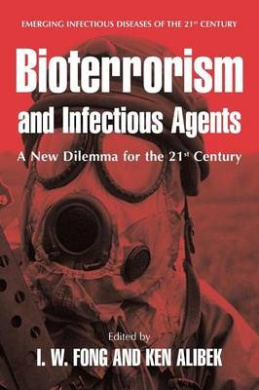 EMERGING INFECTIOUS DISEASES OF THE 21st CENTURY
Bioterrorism
and Infectious Agents
A New Dilemma for the 21st Century
Edited by
I. W. FONG AND KEN ALIBEK